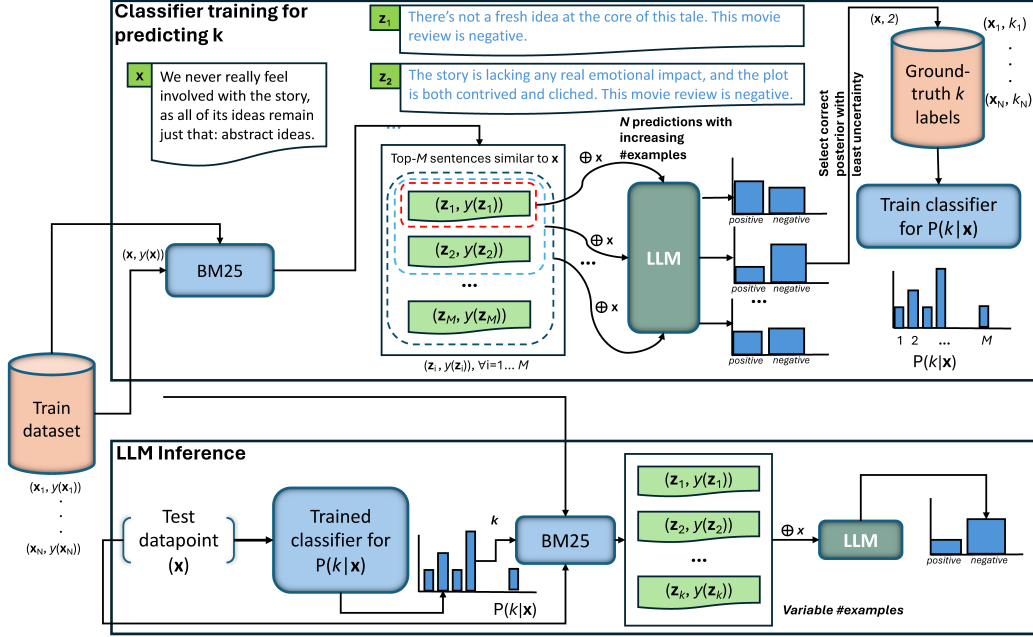 Classifier training for
predicting k
z1 There's not a fresh idea at the core of this tale. This movie
review is negative.
z2 The story is lacking any real emotional impact, and the plot
is both contrived and cliched. This movie review is negative.
x We never really feel
involved with the story,
as all of its ideas remain
just that: abstract ideas.
...
(x, y(x))
BM25
Top-M sentences similar to x
(z1, y(z1))
(z2, y(z2))
...
(zM, y(zM))
(zi , y(zi)), ∀i=1... M
N predictions with
increasing
#examples
⊕ x
⊕ x
...
⊕ x
LLM
positive negative
positive negative
...
positive negative
Select correct
posterior with
least uncertainty
(x, 2)
Ground-
truth k
labels
(x1, k1)
.
.
.
(xN, kN)
Train classifier
for P(k|x)
1 2 ... M
P(k|x)
Train
dataset
(x1, y(x1))
.
.
.
(xN, y(xN))
LLM Inference
Test
datapoint
(x)
Trained
classifier for
P(k|x)
k
P(k|x)
BM25
(z1, y(z1))
(z2, y(z2))
...
(zk, y(zk))
Variable #examples
⊕ x
LLM
positive negative